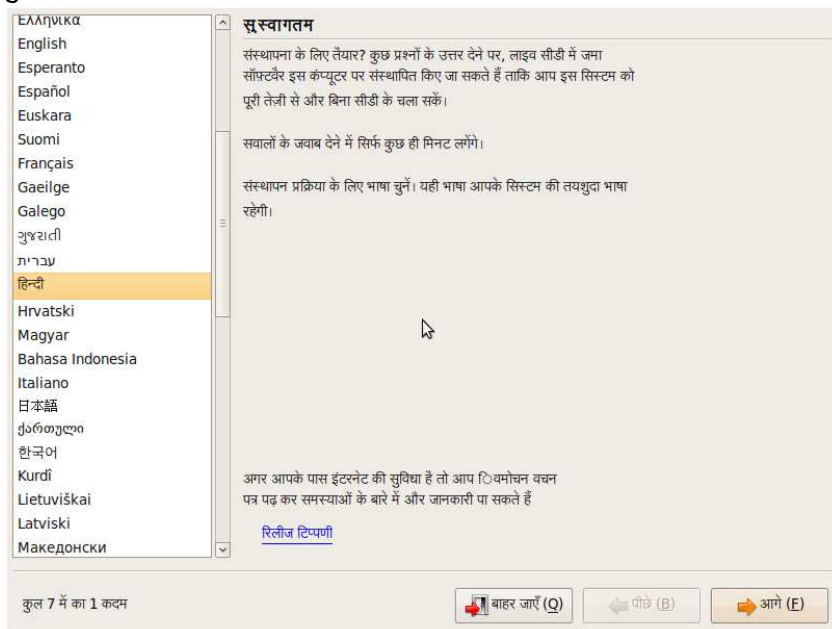 Ελληνικά
English
Esperanto
Español
Euskara
Suomi
Français
Gaeilge
Galego
ગુજરાતી
עברית
हिन्दी
Hrvatski
Magyar
Bahasa Indonesia
Italiano
日本語
ქართული
한국어
Kurdî
Lietuviškai
Latviski
Македонски
सुस्वागतम
संस्थापना के लिए तैयार? कुछ प्रश्नों के उत्तर देने पर, लाइव सीडी में जमा
सॉफ़्टवैर इस कंप्यूटर पर संस्थापित किए जा सकते हैं ताकि आप इस सिस्टम को
पूरी तेज़ी से और बिना सीडी के चला सकें।
सवालों के जवाब देने में सिर्फ कुछ ही मिनट लगेंगे।
संस्थापन प्रक्रिया के लिए भाषा चुनें। यही भाषा आपके सिस्टम की तयशुदा भाषा
रहेगी।
अगर आपके पास इंटरनेट की सुविधा है तो आप िवमोचन वचन
पत्र पढ़ कर समस्याओं के बारे में और जानकारी पा सकते हैं
रिलीज टिप्पणी
कुल 7 में का 1 कदम
बाहर जाएँ (Q)
पीछे (B)
आगे (F)